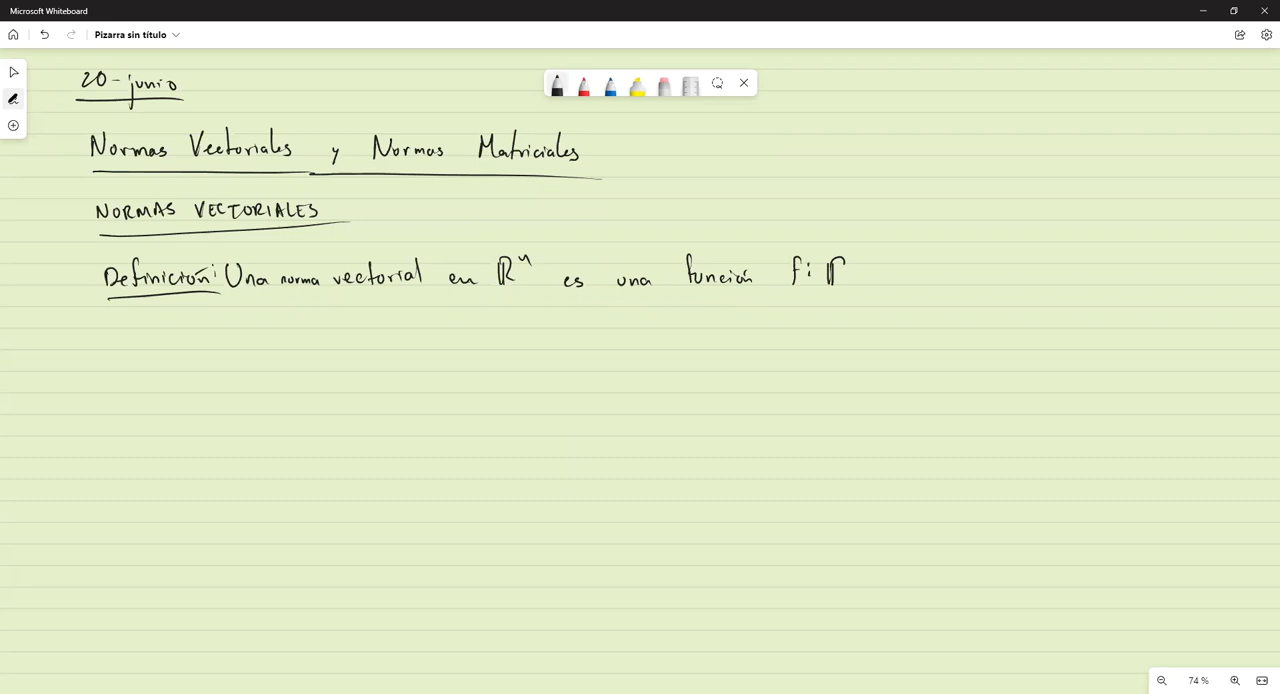 Microsoft Whiteboard
Pizarra sin título
20-junio
Normas Vectoriales y Normas Matriciales
NORMAS VECTORIALES
Definición: Una norma vectorial en ℝⁿ es una función f:
74 %